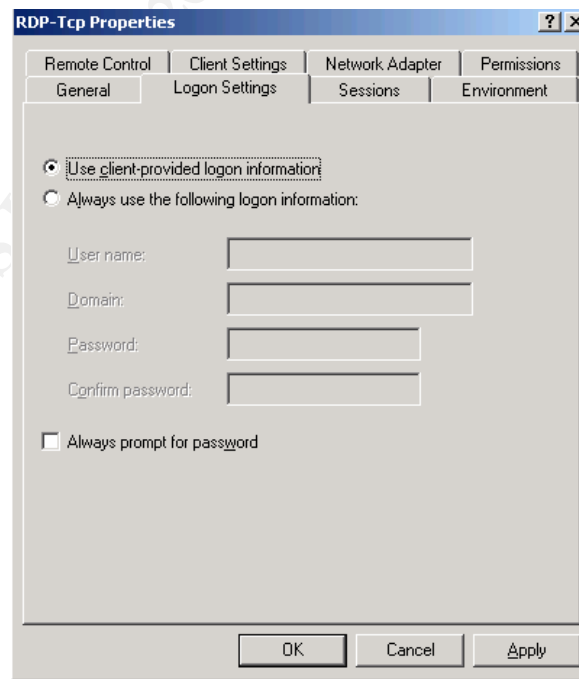 RDP-Tcp Properties
Remote Control Client Settings Network Adapter Permissions
General Logon Settings Sessions Environment
Use client-provided logon information
Always use the following logon information:
User name:
Domain:
Password:
Confirm password:
Always prompt for password
OK Cancel Apply